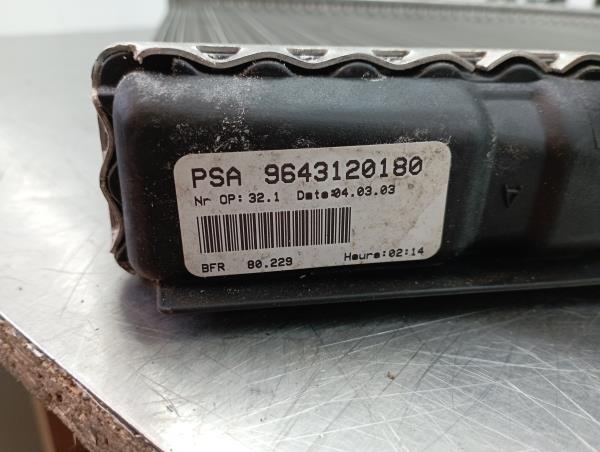 PSA 9643120180
Nr OP: 32.1 Date:04.03.03
BFR 80.229 Heure:02:14